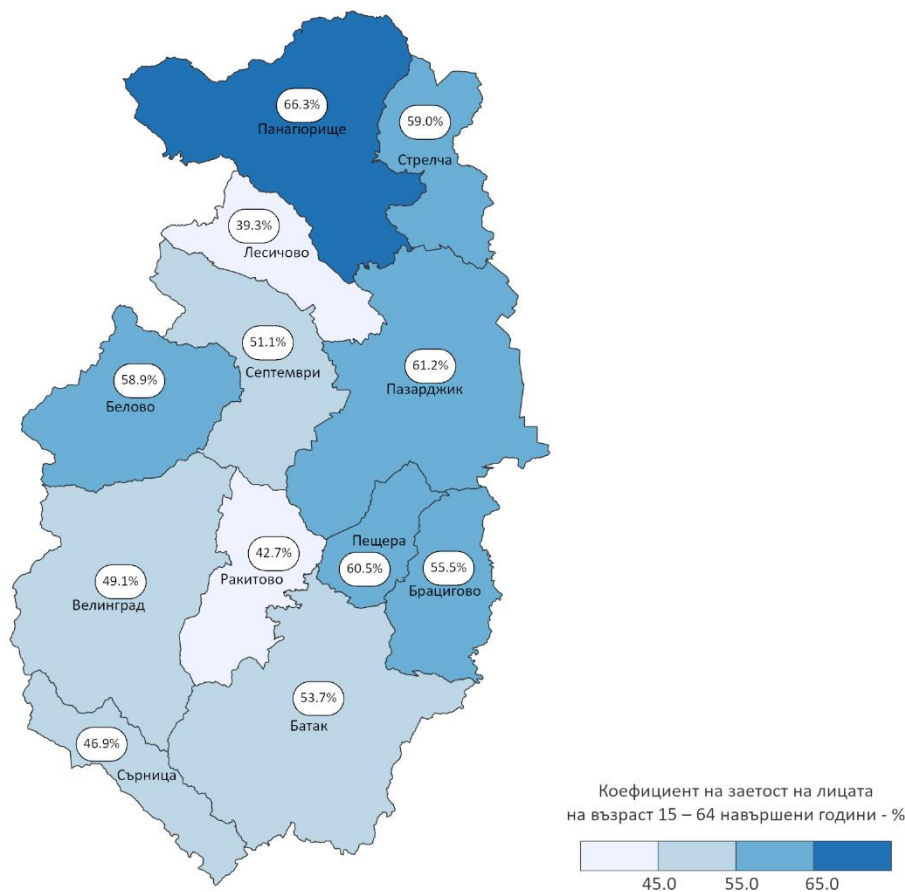 66.3%
Панагюрище
59.0%
Стрелча
39.3%
Лесичово
51.1%
Септември
58.9%
Белово
61.2%
Пазарджик
Пещера
60.5%
55.5%
Брацигово
42.7%
Ракитово
49.1%
Велинград
53.7%
Батак
46.9%
Сърница
Коефициент на заетост на лицата
на възраст 15 – 64 навършени години - %
45.0 55.0 65.0